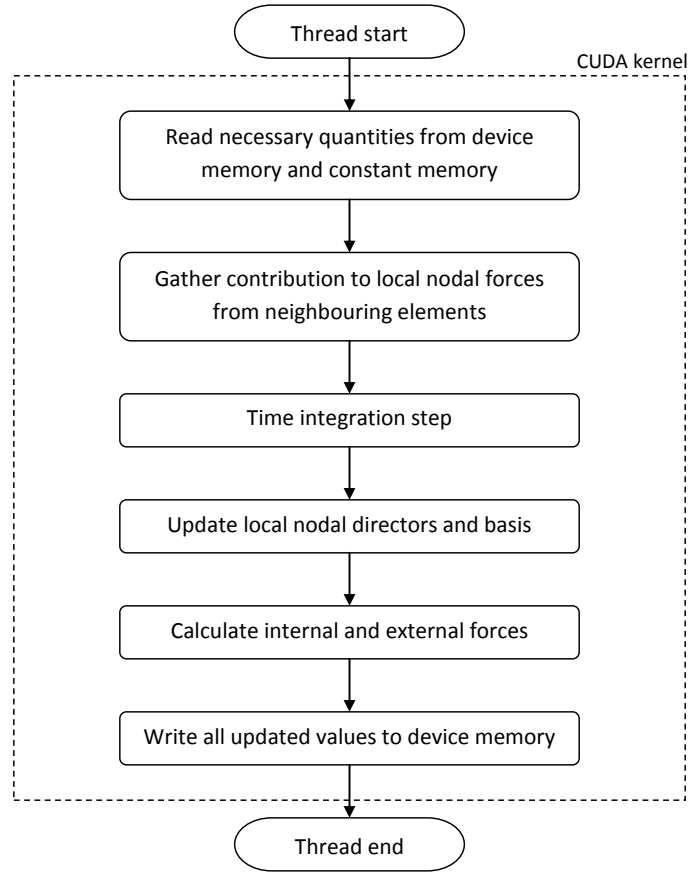 Thread start
CUDA kernel
Read necessary quantities from device
memory and constant memory
Gather contribution to local nodal forces
from neighbouring elements
Time integration step
Update local nodal directors and basis
Calculate internal and external forces
Write all updated values to device memory
Thread end